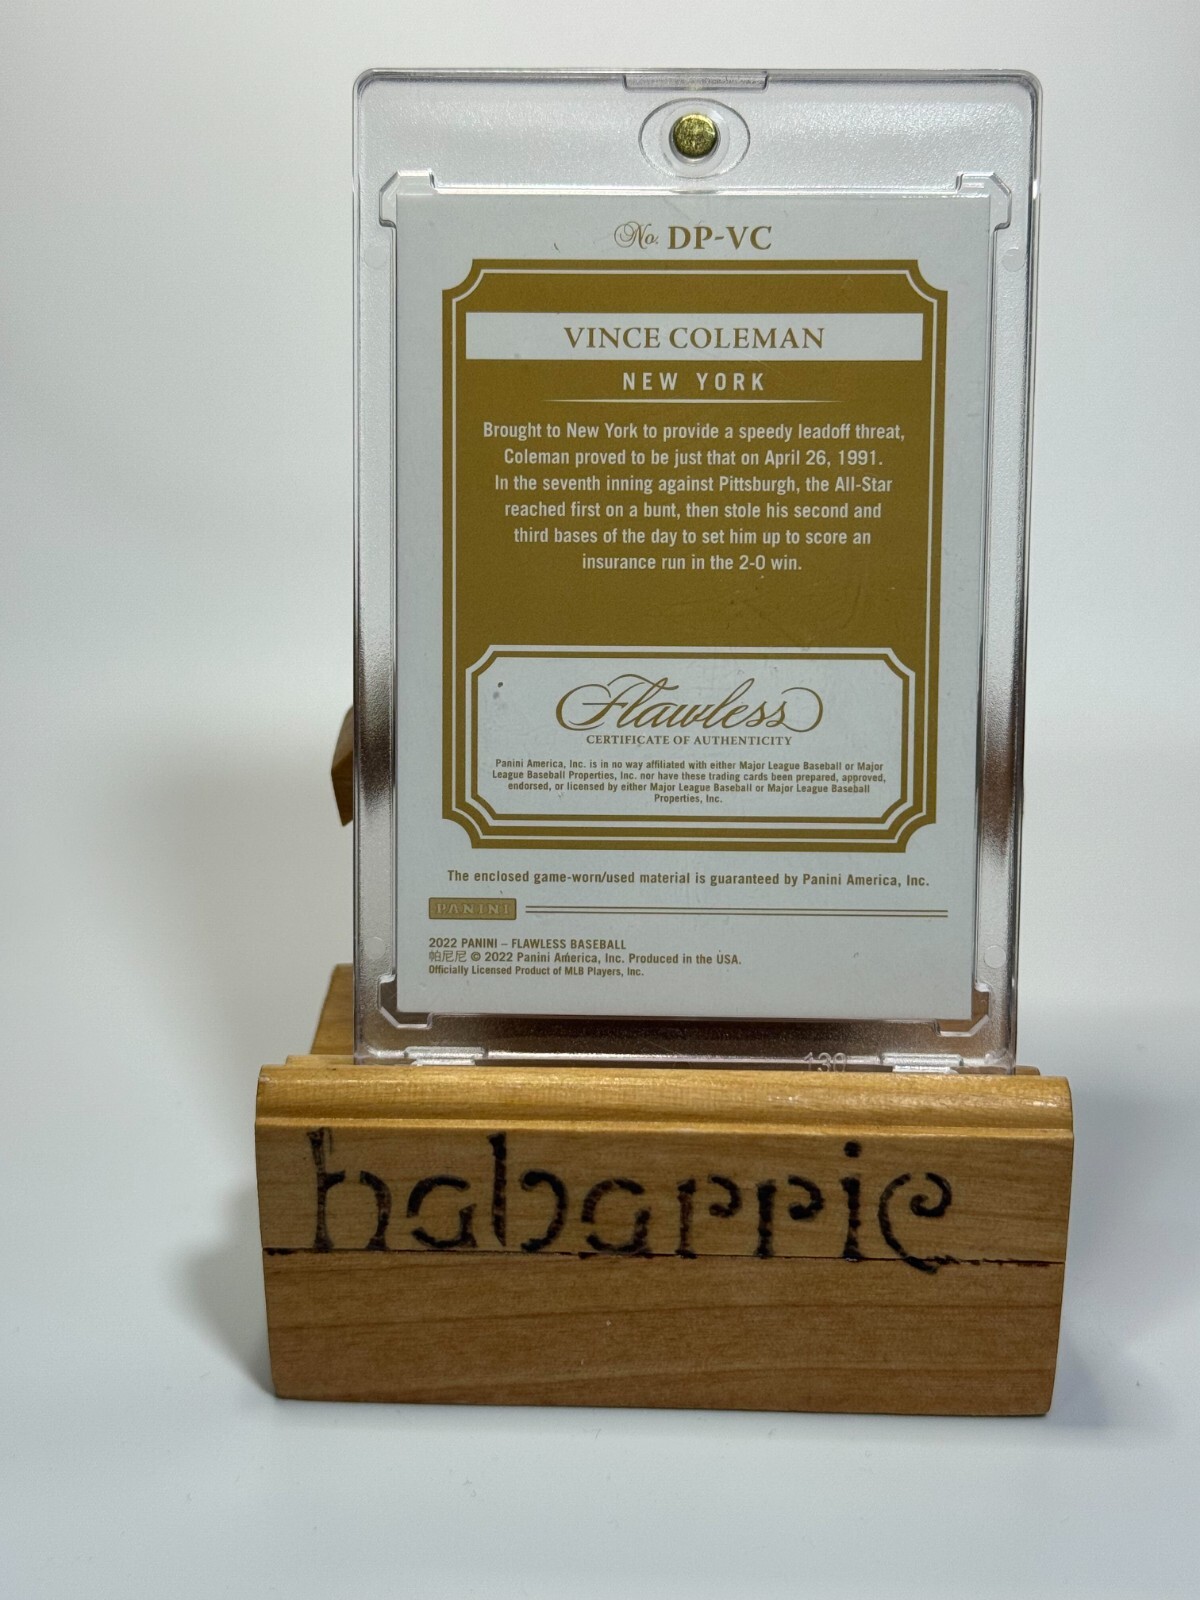 No. DP-VC
VINCE COLEMAN
NEW YORK
Brought to New York to provide a speedy leadoff threat,
Coleman proved to be just that on April 26, 1991.
In the seventh inning against Pittsburgh, the All-Star
reached first on a bunt, then stole his second and
third bases of the day to set him up to score an
insurance run in the 2-0 win.
Flawless
CERTIFICATE OF AUTHENTICITY
Panini America, Inc. is in no way affiliated with either Major League Baseball or Major
League Baseball Properties, Inc. nor have these trading cards been prepared, approved,
endorsed, or licensed by either Major League Baseball or Major League Baseball
Properties, Inc.
The enclosed game-worn/used material is guaranteed by Panini America, Inc.
PANINI
2022 PANINI – FLAWLESS BASEBALL
帕尼尼 © 2022 Panini America, Inc. Produced in the USA.
Officially Licensed Product of MLB Players, Inc.
130
habarric